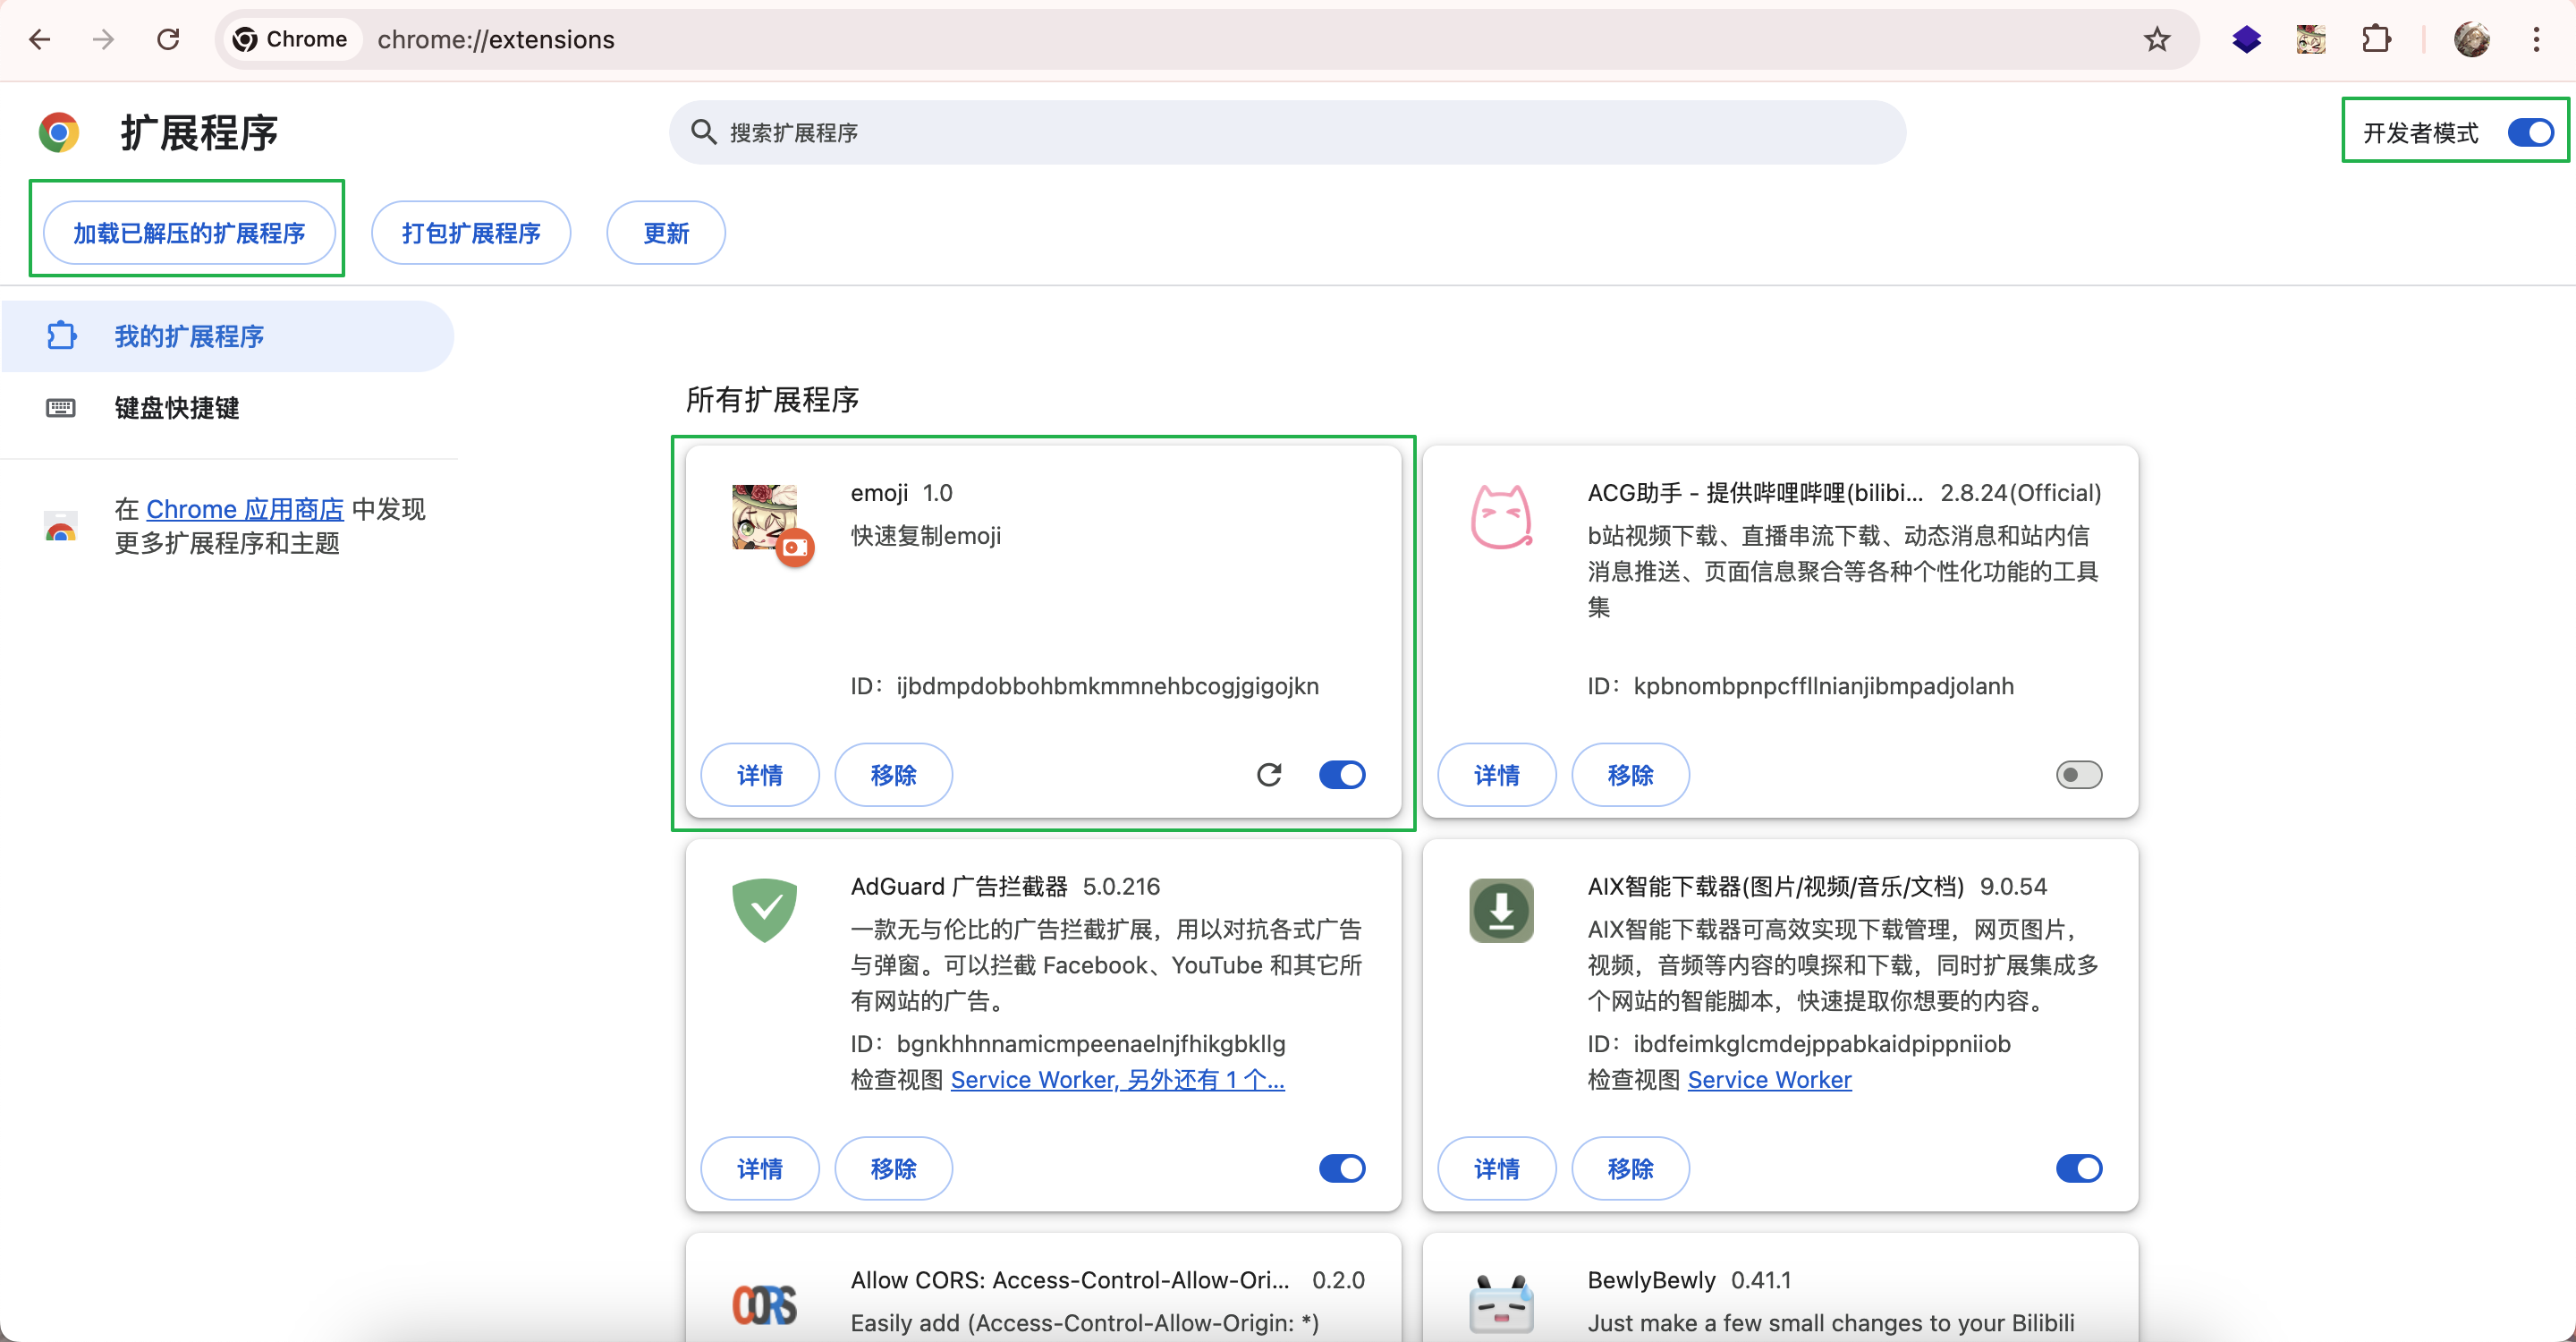 Chrome
chrome://extensions
扩展程序
搜索扩展程序
开发者模式
加载已解压的扩展程序
打包扩展程序
更新
我的扩展程序
键盘快捷键
在 Chrome 应用商店 中发现
更多扩展程序和主题
所有扩展程序
emoji 1.0
快速复制emoji
ID：ijbdmpdobbohbmkmmnehbcogjgigojkn
详情
移除
ACG助手 - 提供哔哩哔哩(bilibi... 2.8.24(Official)
b站视频下载、直播串流下载、动态消息和站内信
消息推送、页面信息聚合等各种个性化功能的工具
集
ID：kpbnombpnpcffllnianjibmpadjolanh
详情
移除
AdGuard 广告拦截器 5.0.216
一款无与伦比的广告拦截扩展，用以对抗各式广告
与弹窗。可以拦截 Facebook、YouTube 和其它所
有网站的广告。
ID：bgnkhhnnamicmpeenaelnjfhikgbkllg
检查视图 Service Worker, 另外还有 1 个...
详情
移除
AIX智能下载器(图片/视频/音乐/文档) 9.0.54
AIX智能下载器可高效实现下载管理，网页图片，
视频，音频等内容的嗅探和下载，同时扩展集成多
个网站的智能脚本，快速提取你想要的内容。
ID：ibdfeimkglcmdejppabkaidpippniiob
检查视图 Service Worker
详情
移除
CORS
Allow CORS: Access-Control-Allow-Ori... 0.2.0
Easily add (Access-Control-Allow-Origin: *)
BewlyBewly 0.41.1
Just make a few small changes to your Bilibili